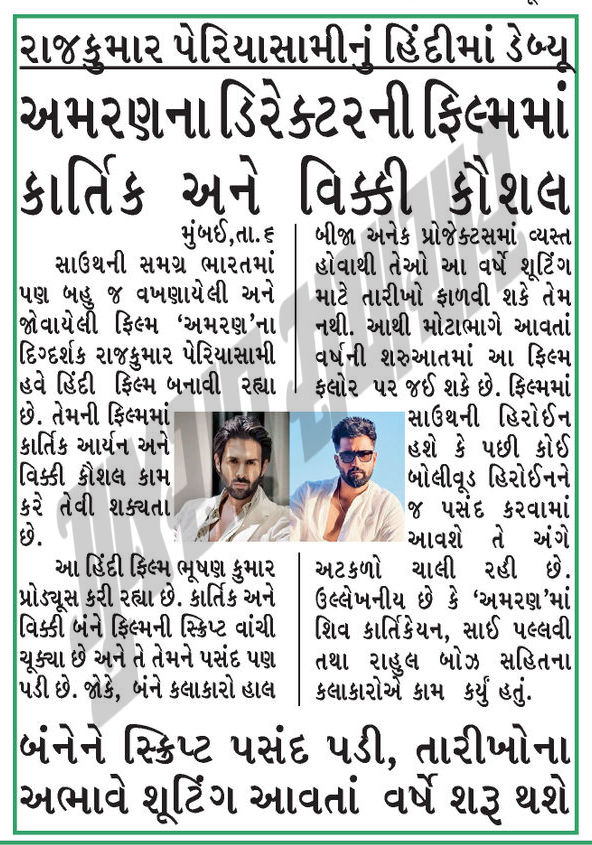 રાજકુમાર પેરિયાસામીનું હિંદીમાં ડેબ્યૂ
અમરણના ડિરેક્ટરની ફિલ્મમાં
કાર્તિક અને વિક્કી કૌશલ
મુંબઈ,તા.૬
સાઉથની સમગ્ર ભારતમાં
પણ બહુ જ વખણાયેલી અને
જોવાયેલી ફિલ્મ ‘અમરણ’ના
દિગ્દર્શક રાજકુમાર પેરિયાસામી
હવે હિંદી ફિલ્મ બનાવી રહ્યા
છે. તેમની ફિલ્મમાં
કાર્તિક આર્યન અને
વિક્કી કૌશલ કામ
કરે તેવી શક્યતા
છે.
આ હિંદી ફિલ્મ ભૂષણ કુમાર
પ્રોડ્યૂસ કરી રહ્યા છે. કાર્તિક અને
વિક્કી બંને ફિલ્મની સ્ક્રિપ્ટ વાંચી
ચૂક્યા છે અને તે તેમને પસંદ પણ
પડી છે. જોકે, બંને કલાકારો હાલ
બીજા અનેક પ્રોજેક્ટસમાં વ્યસ્ત
હોવાથી તેઓ આ વર્ષે શૂટિંગ
માટે તારીખો ફાળવી શકે તેમ
નથી. આથી મોટાભાગે આવતાં
વર્ષની શરુઆતમાં આ ફિલ્મ
ફલોર પર જઈ શકે છે. ફિલ્મમાં
સાઉથની હિરોઈન
હશે કે પછી કોઈ
બોલીવૂડ હિરોઈનને
જ પસંદ કરવામાં
આવશે તે અંગે
અટકળો ચાલી રહી છે.
ઉલ્લેખનીય છે કે ‘અમરણ’માં
શિવ કાર્તિકેયન, સાઈ પલ્લવી
તથા રાહુલ બોઝ સહિતના
કલાકારોએ કામ કર્યું હતું.
બંનેને સ્ક્રિપ્ટ પસંદ પડી, તારીખોના
અભાવે શૂટિંગ આવતાં વર્ષે શરૂ થશે